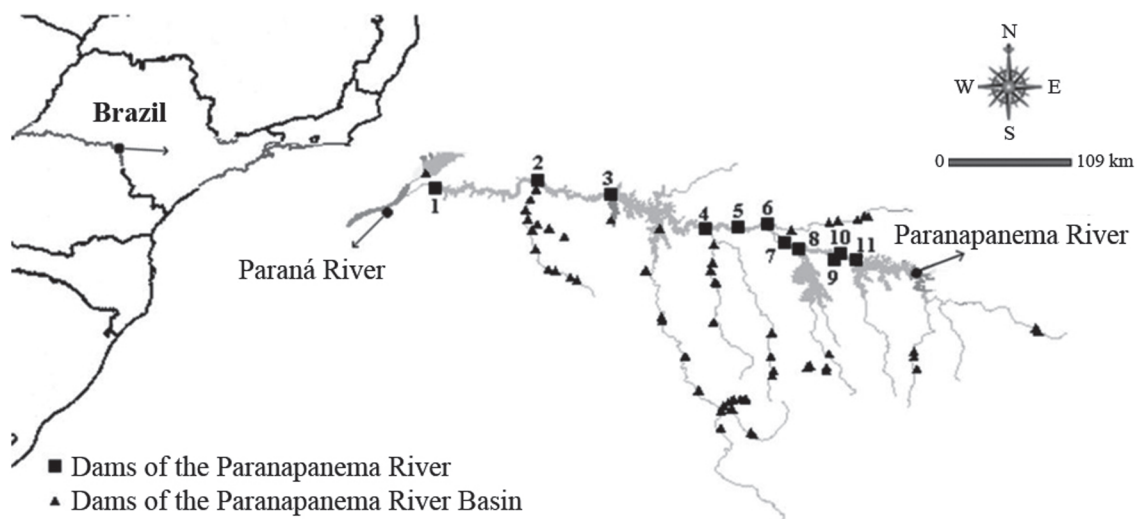 N
W E
S
0 109 km
Brazil
1 2 3 4 5 6 7 8 9 10 11
Paraná River
Paranapanema River
■ Dams of the Paranapanema River
▲ Dams of the Paranapanema River Basin